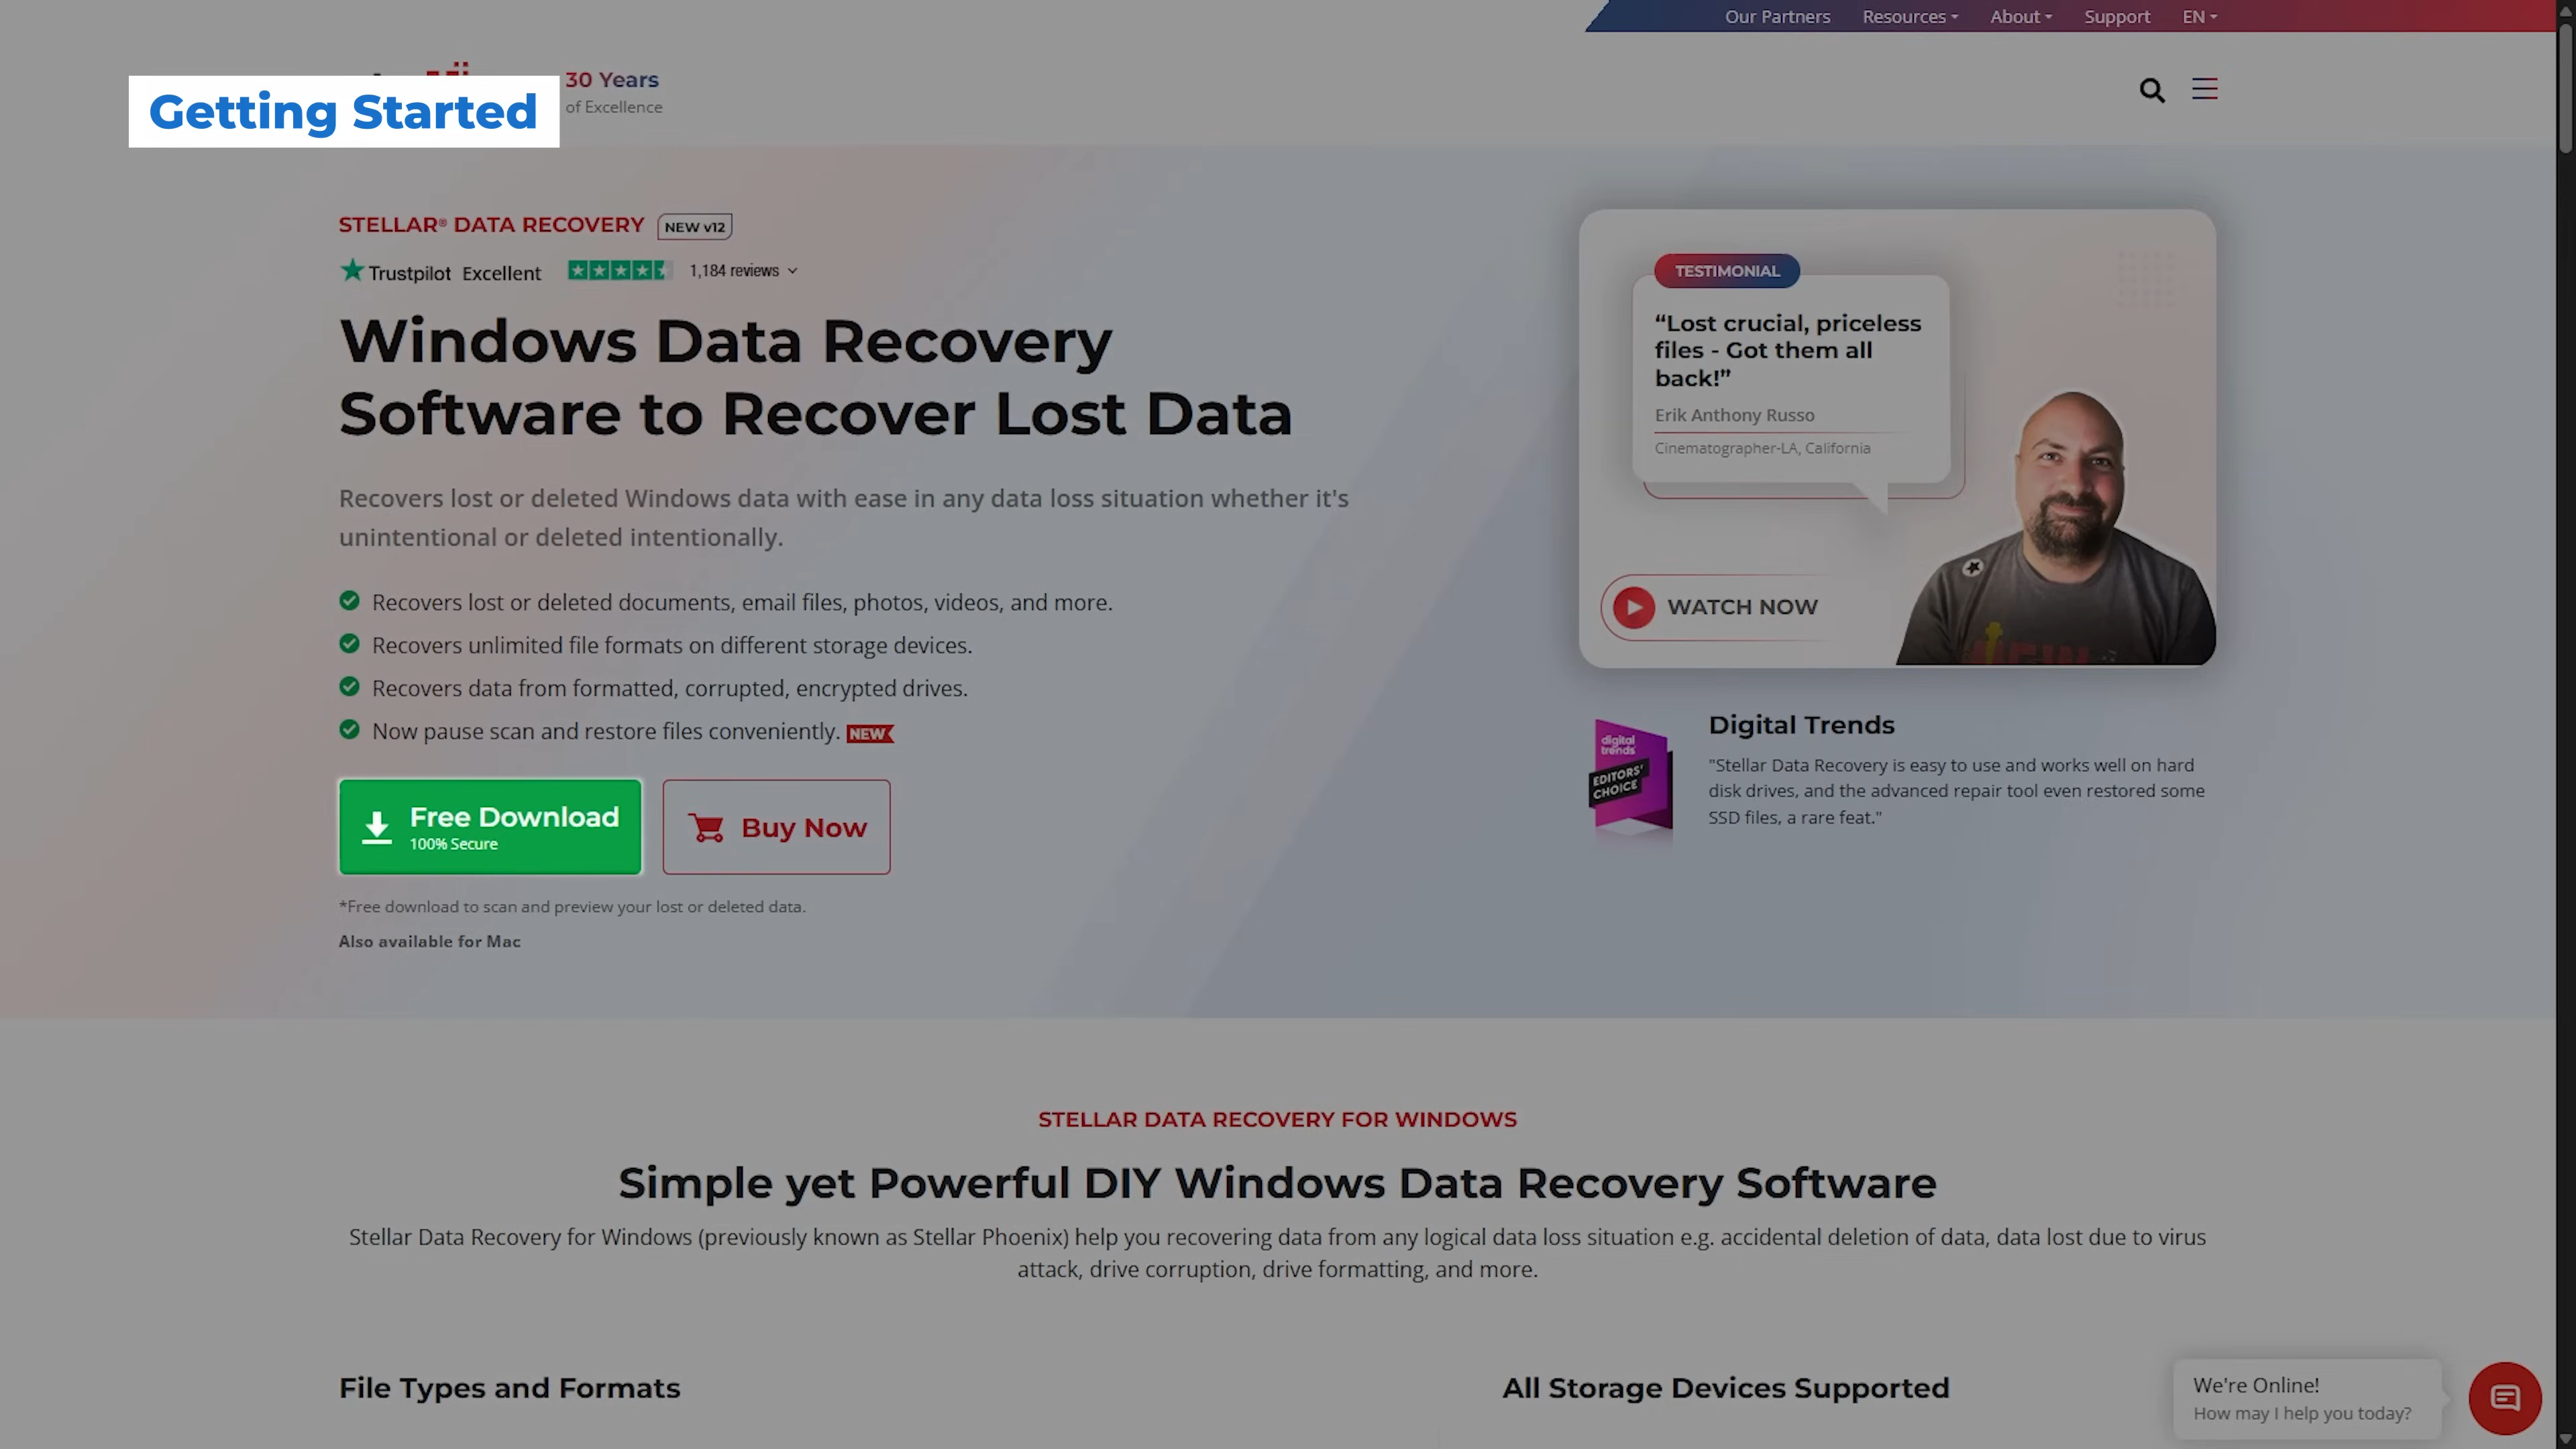 Our Partners Resources About Support EN
30 Years
of Excellence
Getting Started
STELLAR® DATA RECOVERY NEW v12
Trustpilot Excellent 1,184 reviews
Windows Data Recovery
Software to Recover Lost Data
Recovers lost or deleted Windows data with ease in any data loss situation whether it's
unintentional or deleted intentionally.
Recovers lost or deleted documents, email files, photos, videos, and more.
Recovers unlimited file formats on different storage devices.
Recovers data from formatted, corrupted, encrypted drives.
Now pause scan and restore files conveniently. NEW
Free Download
100% Secure
Buy Now
*Free download to scan and preview your lost or deleted data.
Also available for Mac
TESTIMONIAL
“Lost crucial, priceless
files - Got them all
back!”
Erik Anthony Russo
Cinematographer-LA, California
WATCH NOW
digital
trends
EDITORS'
CHOICE
Digital Trends
"Stellar Data Recovery is easy to use and works well on hard
disk drives, and the advanced repair tool even restored some
SSD files, a rare feat."
STELLAR DATA RECOVERY FOR WINDOWS
Simple yet Powerful DIY Windows Data Recovery Software
Stellar Data Recovery for Windows (previously known as Stellar Phoenix) help you recovering data from any logical data loss situation e.g. accidental deletion of data, data lost due to virus
attack, drive corruption, drive formatting, and more.
File Types and Formats
All Storage Devices Supported
We're Online!
How may I help you today?